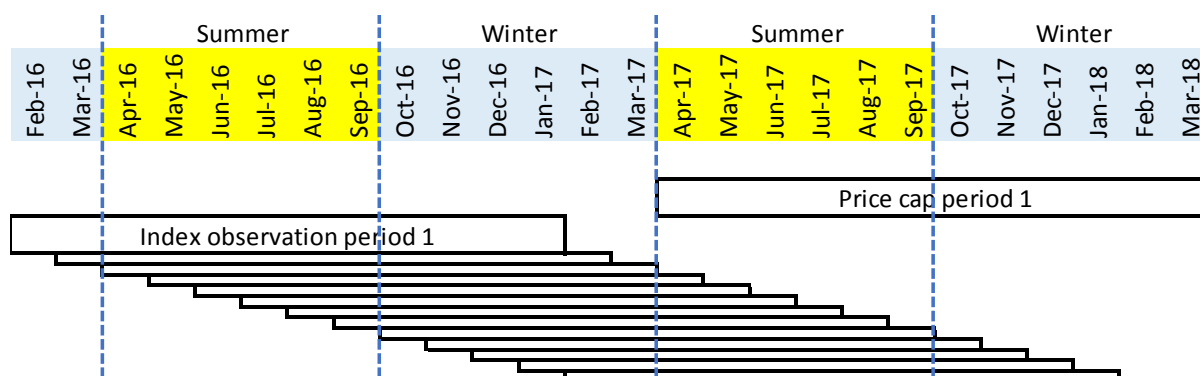 Summer Winter Summer Winter
Feb-16 Mar-16 Apr-16 May-16 Jun-16 Jul-16 Aug-16 Sep-16 Oct-16 Nov-16 Dec-16 Jan-17 Feb-17 Mar-17 Apr-17 May-17 Jun-17 Jul-17 Aug-17 Sep-17 Oct-17 Nov-17 Dec-17 Jan-18 Feb-18 Mar-18
Price cap period 1
Index observation period 1